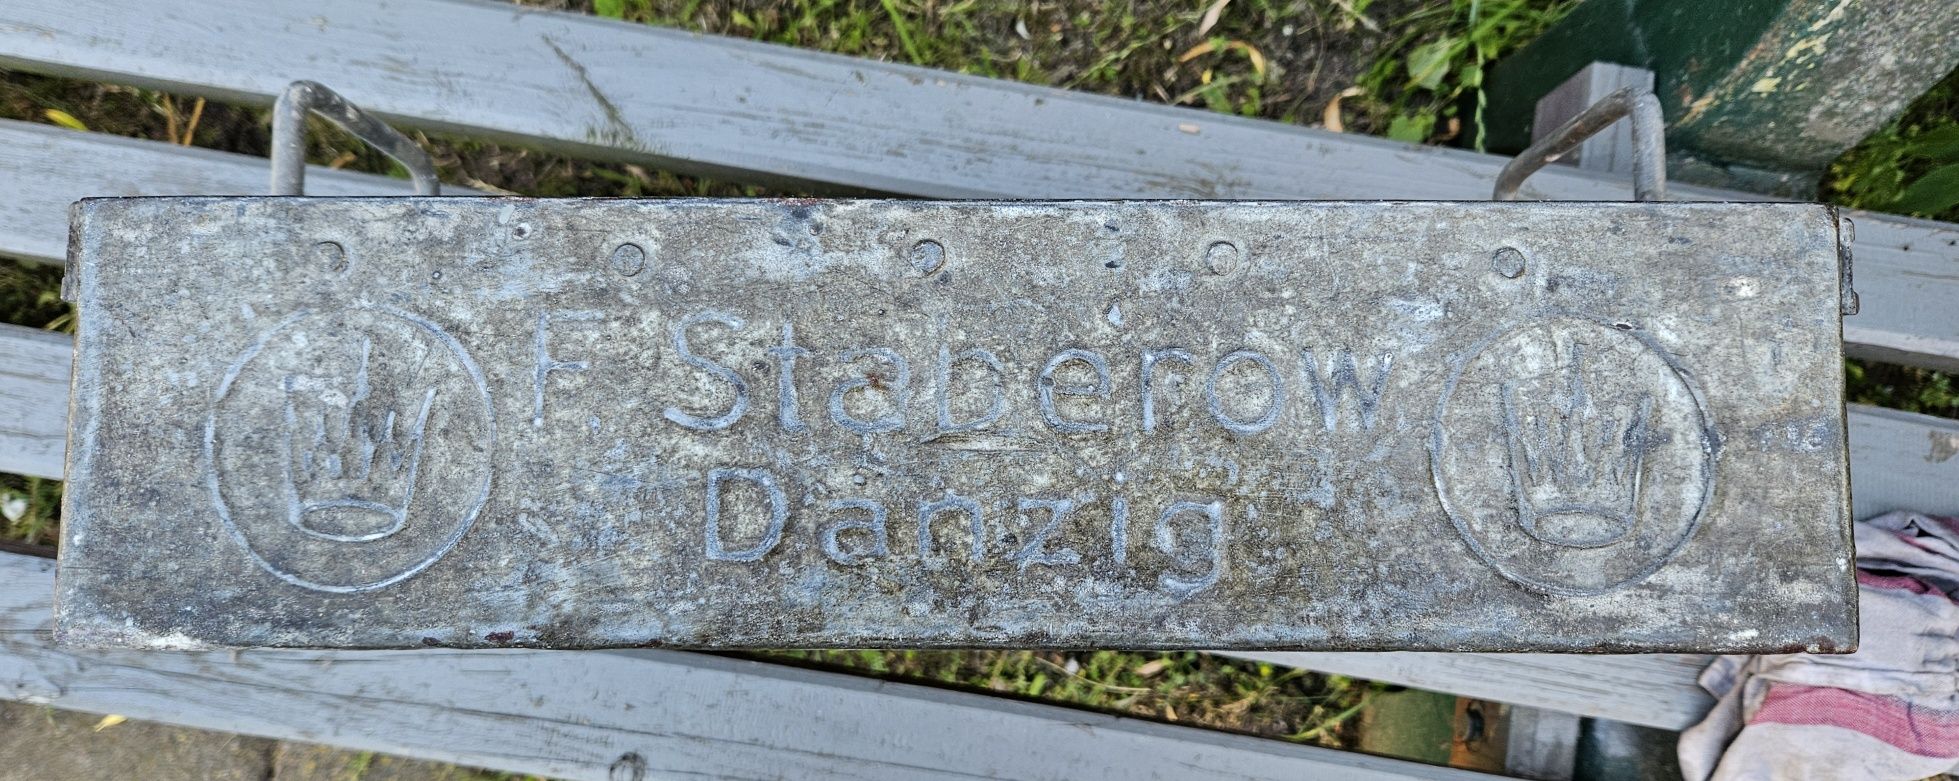 F Staberow
Danzig